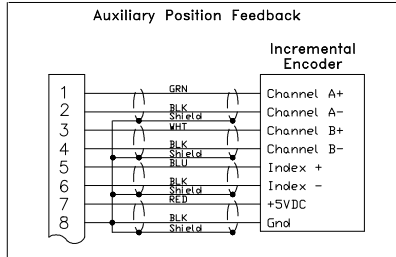 Auxiliary Position Feedback
Incremental
Encoder
1 GRN Channel A+
2 BLK Channel A-
Shield
3 WHT Channel B+
4 BLK Channel B-
Shield
5 BLU Index +
6 BLK Index -
Shield
7 RED +5VDC
8 BLK Gnd
Shield